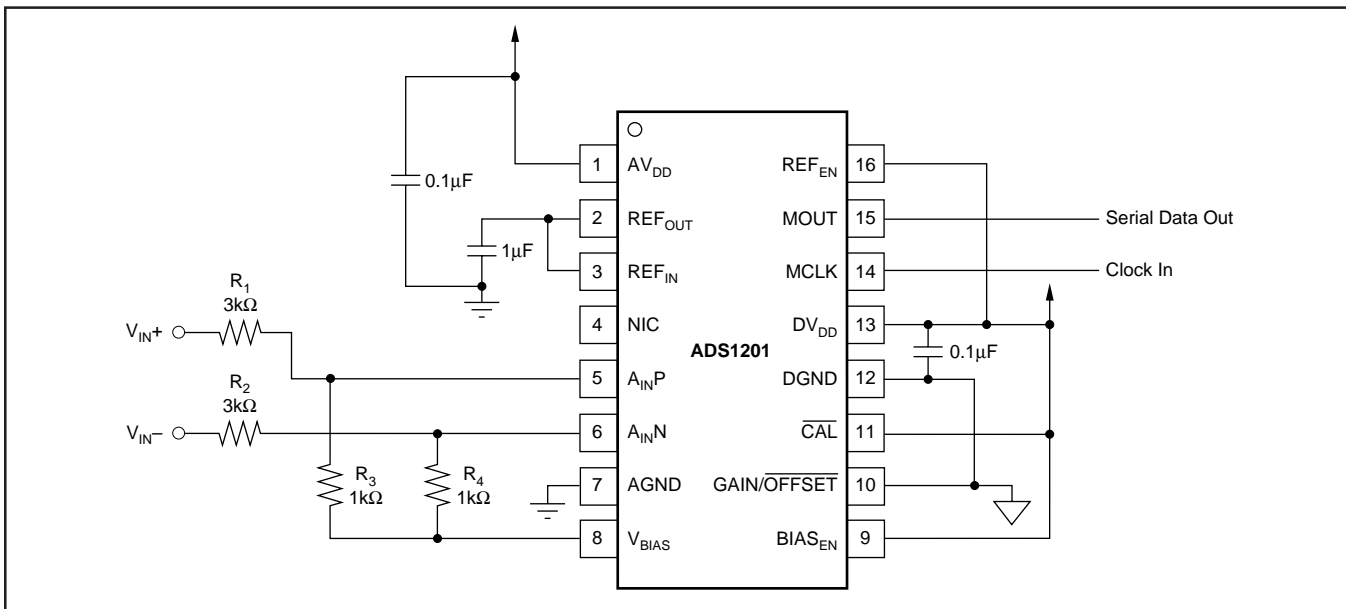 0.1µF
1µF
R1
3kΩ
VIN+
R2
3kΩ
VIN–
R3
1kΩ
R4
1kΩ
1 AVDD
2 REFOUT
3 REFIN
4 NIC
5 AINP
6 AINN
7 AGND
8 VBIAS
ADS1201
REFEN 16
MOUT 15
MCLK 14
DVDD 13
DGND 12
CAL 11
GAIN/OFFSET 10
BIASEN 9
Serial Data Out
Clock In
0.1µF